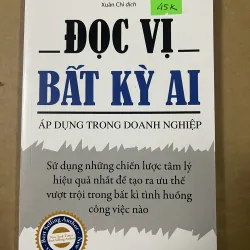 Xuân Chi dịch
45K
ĐỌC VỊ
BẤT KỲ AI
ÁP DỤNG TRONG DOANH NGHIỆP
Sử dụng những chiến lược tâm lý
hiệu quả nhất để tạo ra ưu thế
vượt trội trong bất kì tình huống
công việc nào